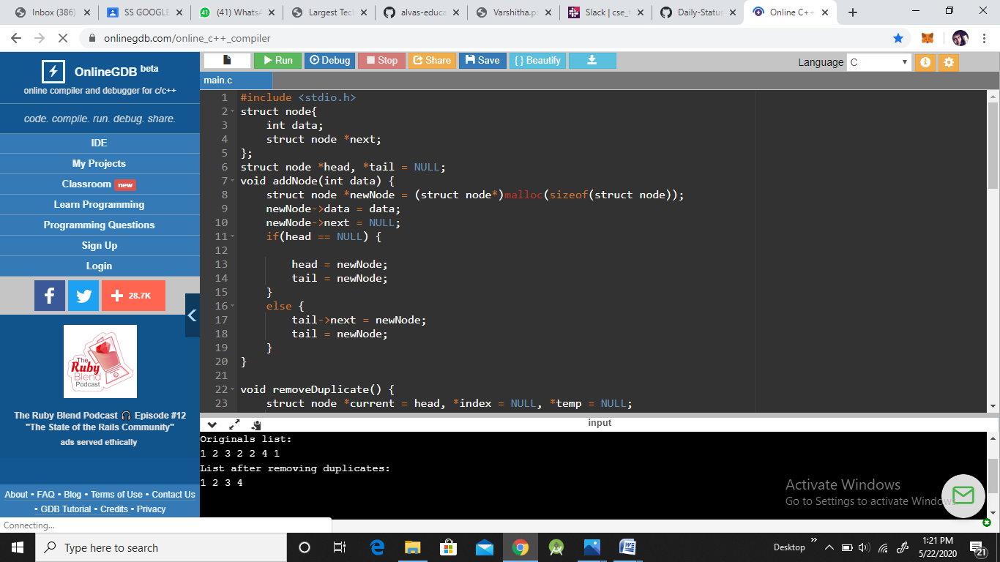 Inbox (386)
SS GOOGLE
(41) WhatsA
Largest Tech
alvas-educa
Varshitha.p
Slack | cse_t
Daily-Status
Online C++
onlinegdb.com/online_c++_compiler
OnlineGDB beta
online compiler and debugger for c/c++
code. compile. run. debug. share.
IDE
My Projects
Classroom new
Learn Programming
Programming Questions
Sign Up
Login
28.7K
The
Ruby
Blend
Podcast
The Ruby Blend Podcast 🎧 Episode #12
"The State of the Rails Community"
ads served ethically
About • FAQ • Blog • Terms of Use • Contact Us
• GDB Tutorial • Credits • Privacy
Connecting...
Run
Debug
Stop
Share
Save
{ } Beautify
Language C
main.c
1 #include <stdio.h>
2 struct node{
3 int data;
4 struct node *next;
5 };
6 struct node *head, *tail = NULL;
7 void addNode(int data) {
8 struct node *newNode = (struct node*)malloc(sizeof(struct node));
9 newNode->data = data;
10 newNode->next = NULL;
11 if(head == NULL) {
12
13 head = newNode;
14 tail = newNode;
15 }
16 else {
17 tail->next = newNode;
18 tail = newNode;
19 }
20 }
21
22 void removeDuplicate() {
23 struct node *current = head, *index = NULL, *temp = NULL;
input
Originals list:
1 2 3 2 2 4 1
List after removing duplicates:
1 2 3 4
Activate Windows
Go to Settings to activate Windows.
Type here to search
Desktop
1:21 PM
5/22/2020
21